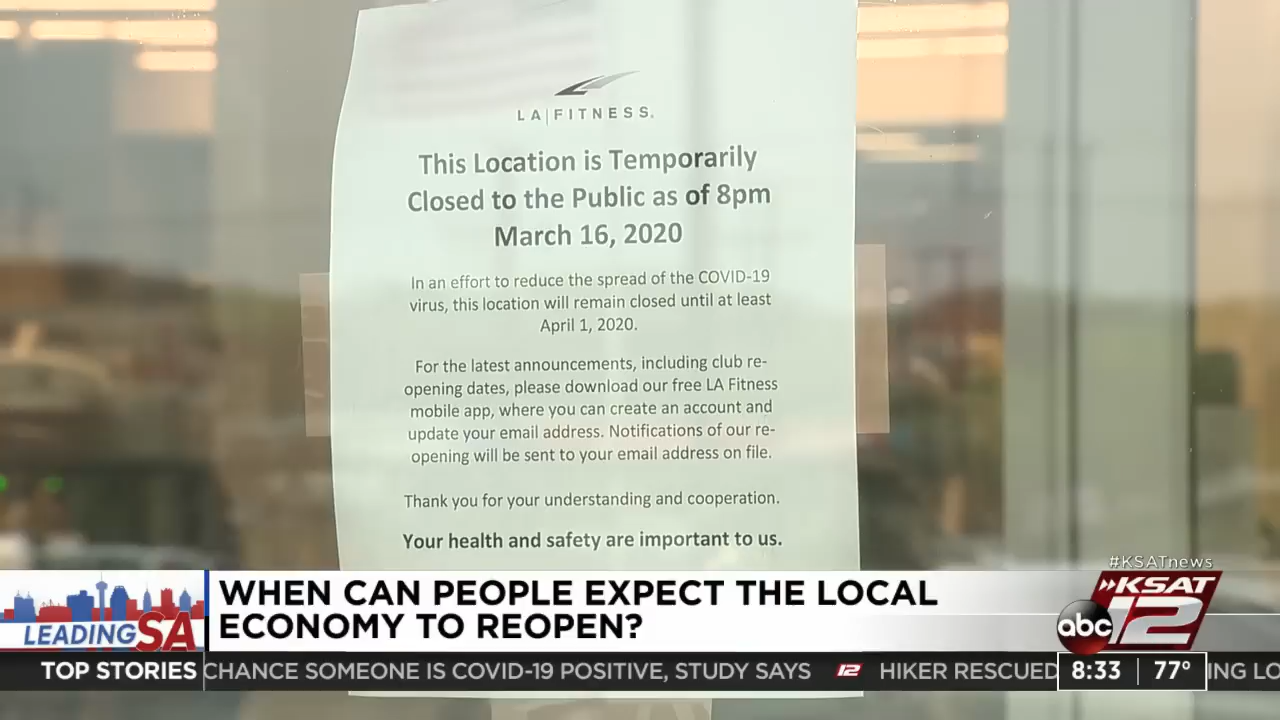 LA|FITNESS.
This Location is Temporarily
Closed to the Public as of 8pm
March 16, 2020
In an effort to reduce the spread of the COVID-19
virus, this location will remain closed until at least
April 1, 2020.
For the latest announcements, including club re-
opening dates, please download our free LA Fitness
mobile app, where you can create an account and
update your email address. Notifications of our re-
opening will be sent to your email address on file.
Thank you for your understanding and cooperation.
Your health and safety are important to us.
#KSATnews
LEADING SA
WHEN CAN PEOPLE EXPECT THE LOCAL
ECONOMY TO REOPEN?
abc KSAT 12
TOP STORIES CHANCE SOMEONE IS COVID-19 POSITIVE, STUDY SAYS 12 HIKER RESCUED 8:33 77° ING LO